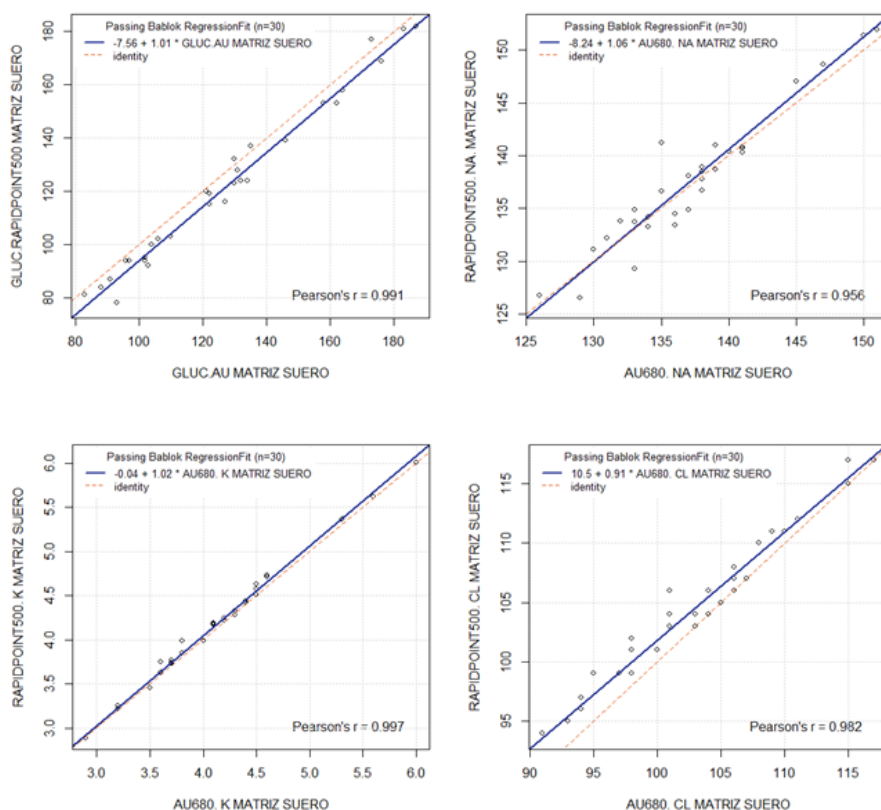 Passing Bablok RegressionFit (n=30)
-7.56 + 1.01 * GLUC.AU MATRIZ SUERO
identity
GLUC.RAPIDPOINT500 MATRIZ SUERO
180
160
140
120
100
80
Pearson's r = 0.991
80 100 120 140 160 180
GLUC.AU MATRIZ SUERO
Passing Bablok RegressionFit (n=30)
-8.24 + 1.06 * AU680. NA MATRIZ SUERO
identity
RAPIDPOINT500. NA. MATRIZ SUERO
150
145
140
135
130
125
Pearson's r = 0.956
125 130 135 140 145 150
AU680. NA MATRIZ SUERO
Passing Bablok RegressionFit (n=30)
-0.04 + 1.02 * AU680. K MATRIZ SUERO
identity
RAPIDPOINT500. K MATRIZ SUERO
6.0
5.5
5.0
4.5
4.0
3.5
3.0
Pearson's r = 0.997
3.0 3.5 4.0 4.5 5.0 5.5 6.0
AU680. K MATRIZ SUERO
Passing Bablok RegressionFit (n=30)
10.5 + 0.91 * AU680. CL MATRIZ SUERO
identity
RAPIDPOINT500. CL MATRIZ SUERO
115
110
105
100
95
Pearson's r = 0.982
90 95 100 105 110 115
AU680. CL MATRIZ SUERO